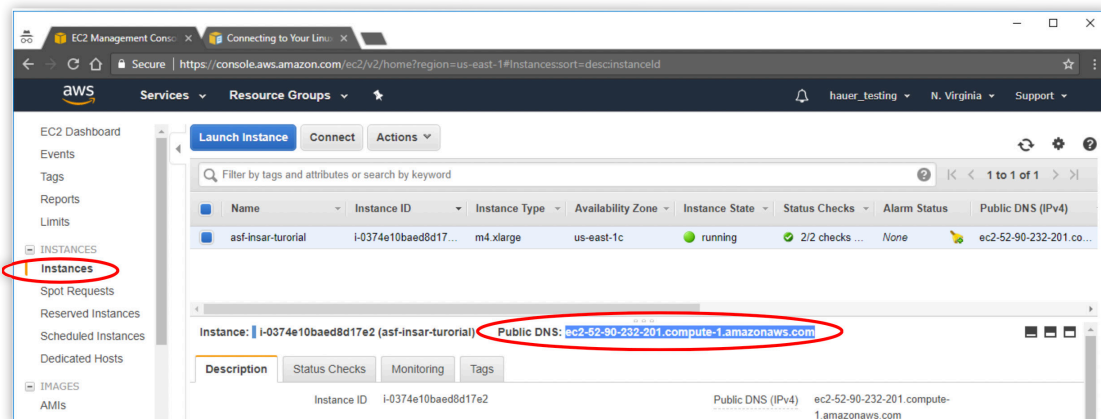 EC2 Management Conso
Connecting to Your Linu
Secure | https://console.aws.amazon.com/ec2/v2/home?region=us-east-1#Instances:sort=desc:instanceId
aws Services Resource Groups hauer_testing N. Virginia Support
EC2 Dashboard
Events
Tags
Reports
Limits
INSTANCES
Instances
Spot Requests
Reserved Instances
Scheduled Instances
Dedicated Hosts
IMAGES
AMIs
Launch Instance Connect Actions
Filter by tags and attributes or search by keyword 1 to 1 of 1
Name Instance ID Instance Type Availability Zone Instance State Status Checks Alarm Status Public DNS (IPv4)
asf-insar-turorial i-0374e10baed8d17... m4.xlarge us-east-1c running 2/2 checks ... None ec2-52-90-232-201.co...
Instance: i-0374e10baed8d17e2 (asf-insar-turorial) Public DNS: ec2-52-90-232-201.compute-1.amazonaws.com
Description Status Checks Monitoring Tags
Instance ID i-0374e10baed8d17e2 Public DNS (IPv4) ec2-52-90-232-201.compute-
1.amazonaws.com